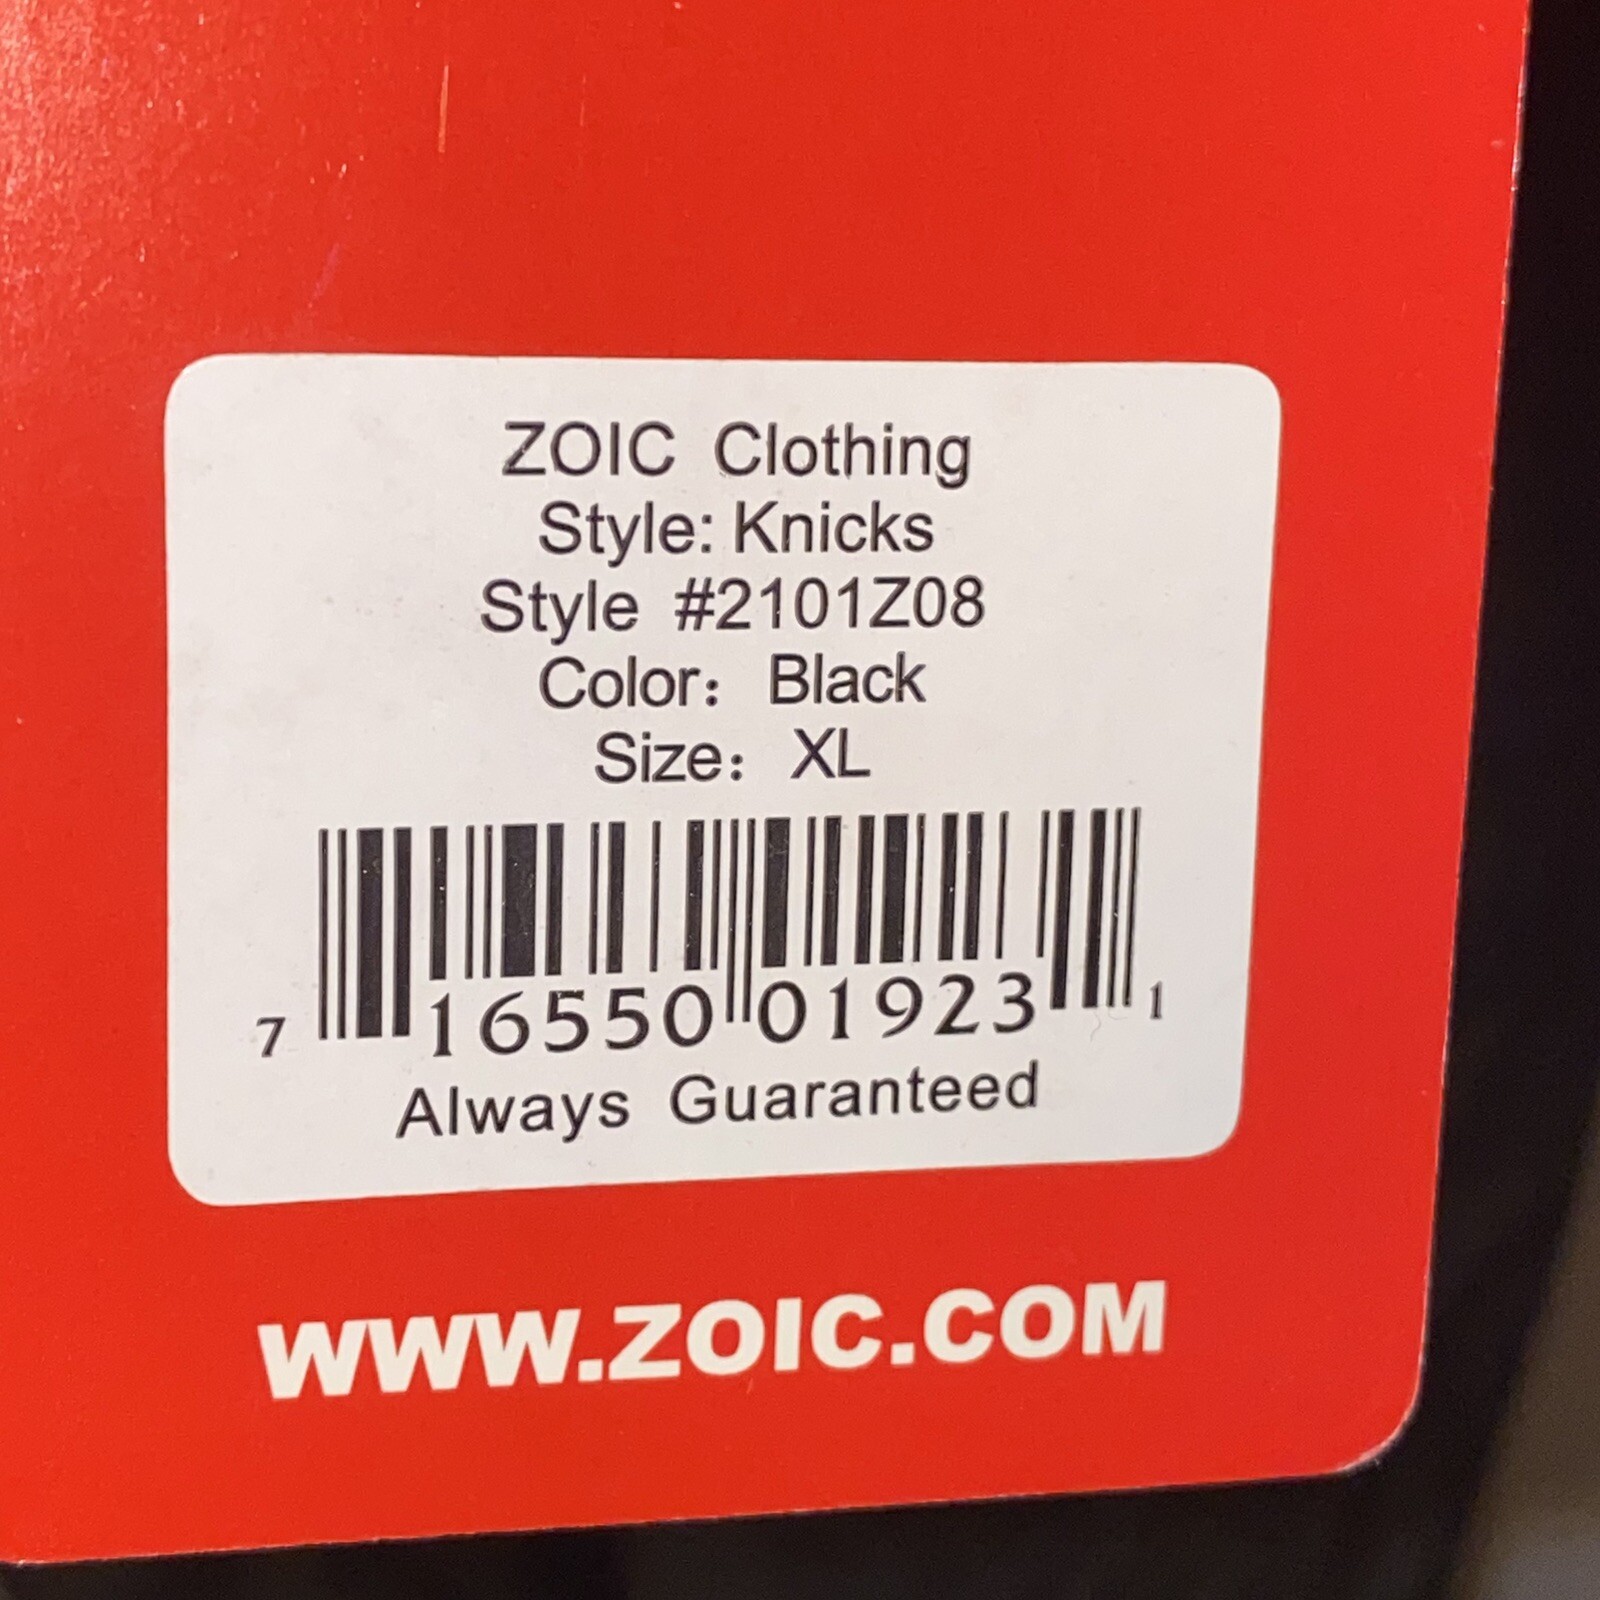 ZOIC Clothing
Style: Knicks
Style #2101Z08
Color: Black
Size: XL
7 16550 01923 1
Always Guaranteed
WWW.ZOIC.COM